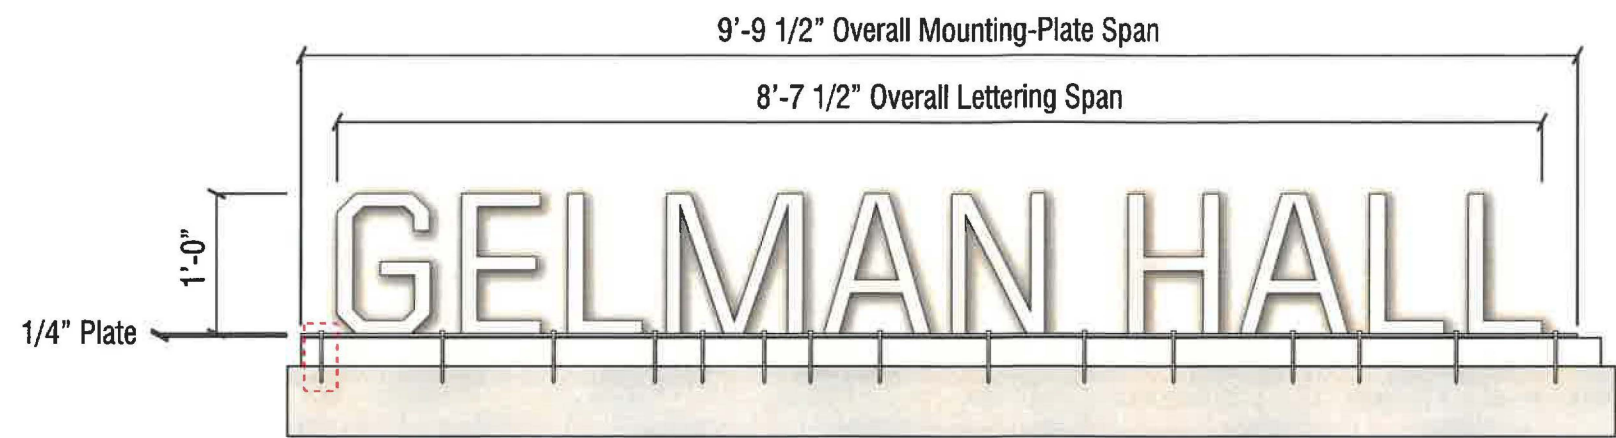 9’-9 1/2” Overall Mounting-Plate Span
8’-7 1/2” Overall Lettering Span
1’-0”
GELMAN HALL
1/4” Plate